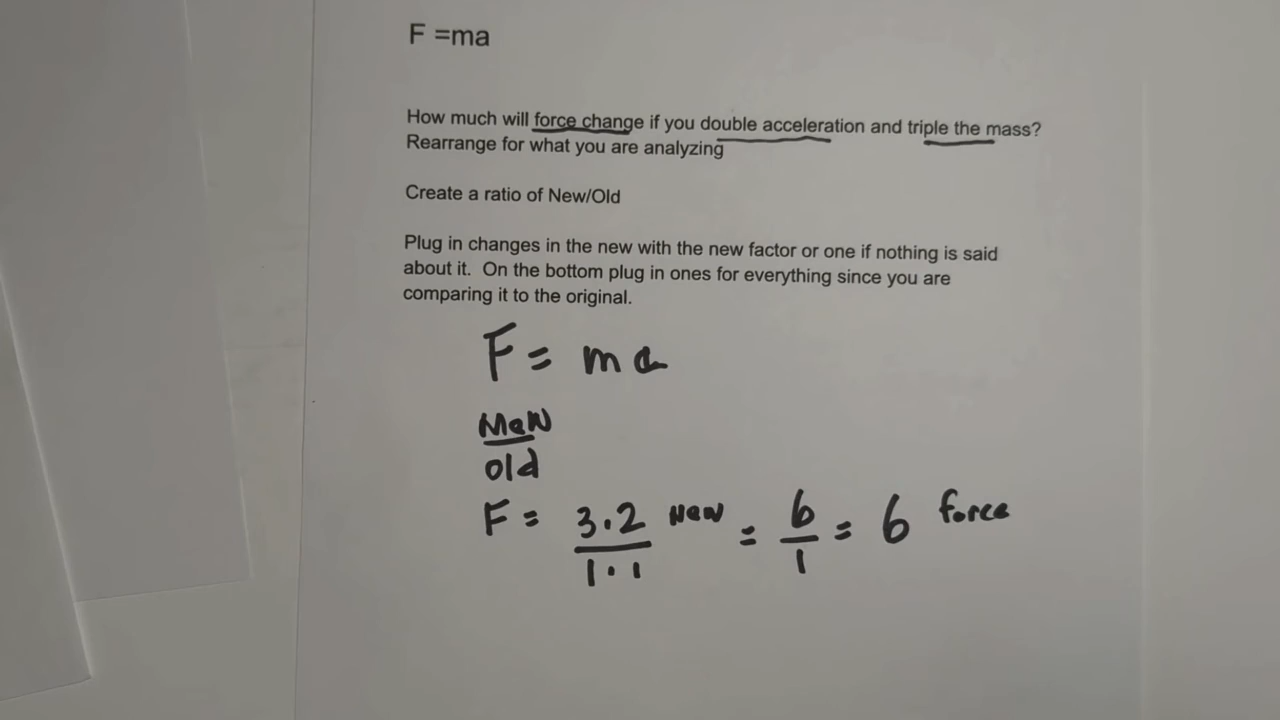 F =ma
How much will force change if you double acceleration and triple the mass?
Rearrange for what you are analyzing
Create a ratio of New/Old
Plug in changes in the new with the new factor or one if nothing is said
about it. On the bottom plug in ones for everything since you are
comparing it to the original.
F = ma
New
old
F = 3·2 New = 6 = 6 force
1·1 1